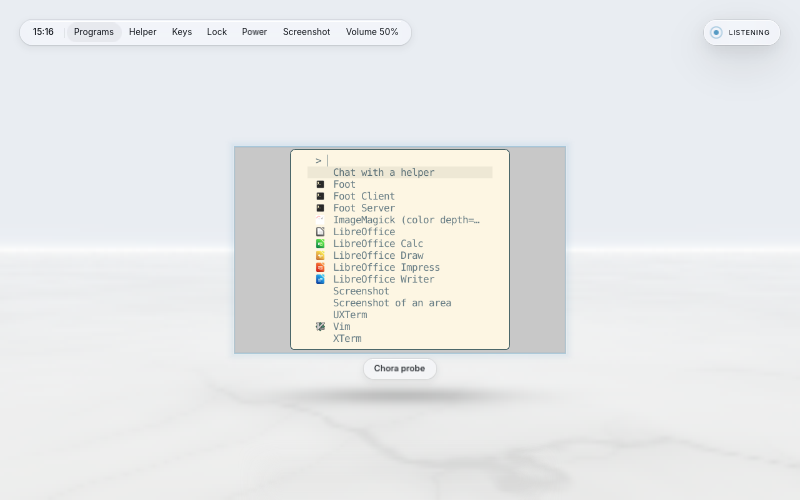 15:16 Programs Helper Keys Lock Power Screenshot Volume 50%
LISTENING
>
Chat with a helper
Foot
Foot Client
Foot Server
ImageMagick (color depth=…
LibreOffice
LibreOffice Calc
LibreOffice Draw
LibreOffice Impress
LibreOffice Writer
Screenshot
Screenshot of an area
UXTerm
Vim
XTerm
Chora probe